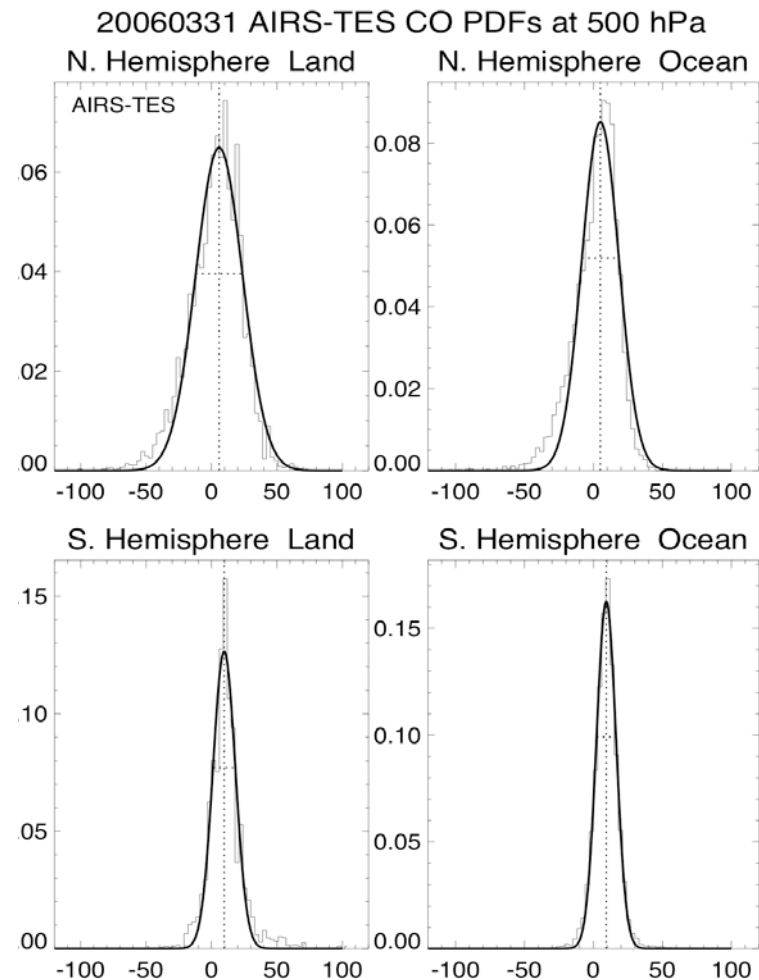 20060331 AIRS-TES CO PDFs at 500 hPa
N. Hemisphere Land
N. Hemisphere Ocean
AIRS-TES
.06
.04
.02
.00
-100 -50 0 50 100
0.08
0.06
0.04
0.02
0.00
-100 -50 0 50 100
S. Hemisphere Land
S. Hemisphere Ocean
.15
.10
.05
.00
-100 -50 0 50 100
0.15
0.10
0.05
0.00
-100 -50 0 50 100